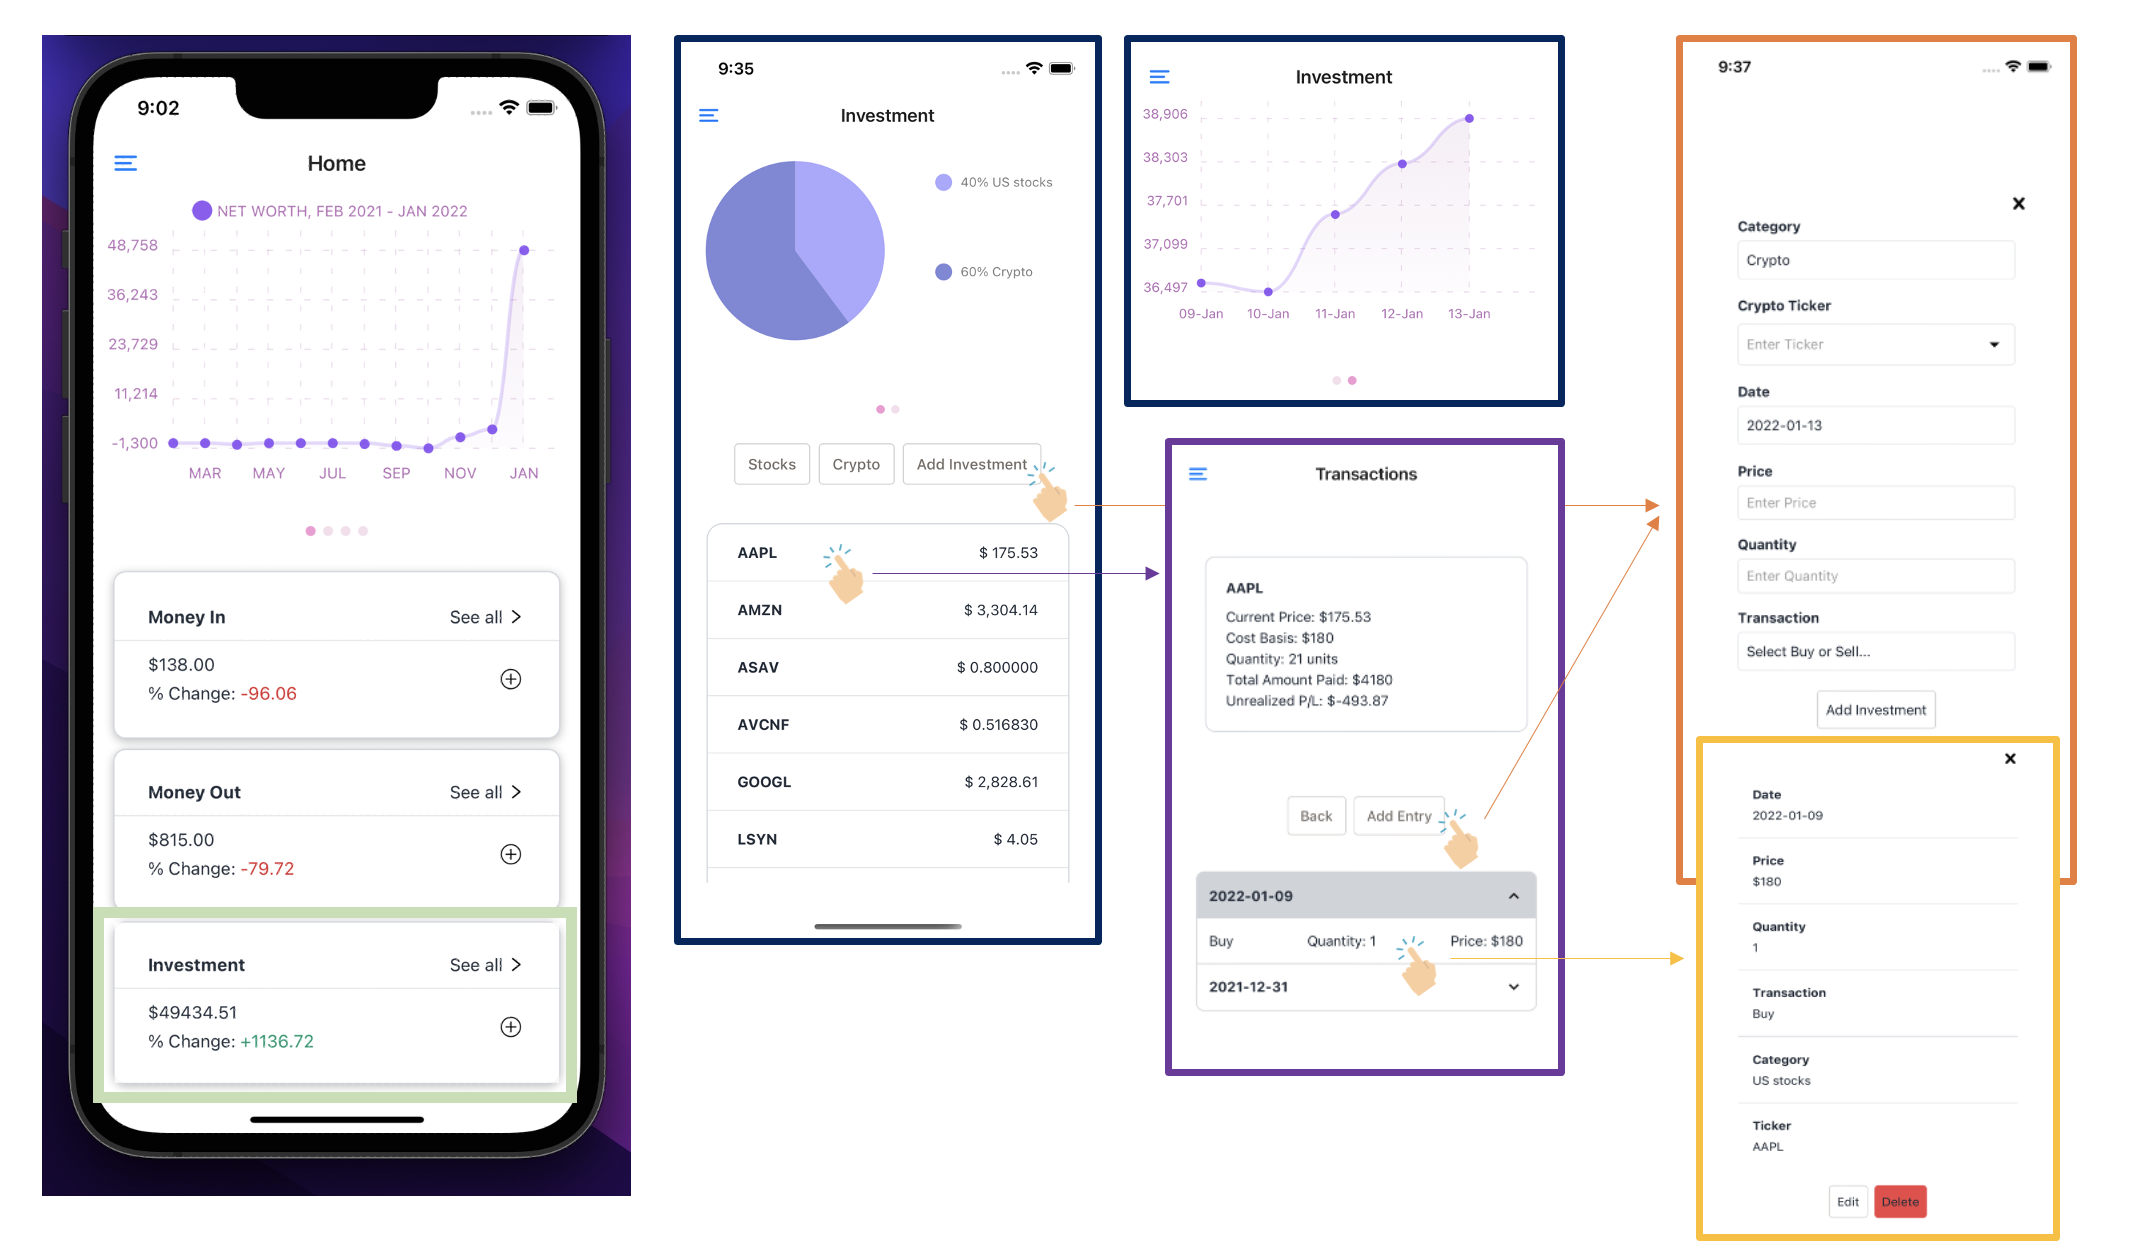 9:02
Home
NET WORTH, FEB 2021 - JAN 2022
48,758
36,243
23,729
11,214
-1,300
MAR MAY JUL SEP NOV JAN
Money In See all
$138.00
% Change: -96.06
Money Out See all
$815.00
% Change: -79.72
Investment See all
$49434.51
% Change: +1136.72
9:35
Investment
40% US stocks
60% Crypto
Stocks Crypto Add Investment
AAPL $ 175.53
AMZN $ 3,304.14
ASAV $ 0.800000
AVCNF $ 0.516830
GOOGL $ 2,828.61
LSYN $ 4.05
Investment
38,906
38,303
37,701
37,099
36,497
09-Jan 10-Jan 11-Jan 12-Jan 13-Jan
Transactions
AAPL
Current Price: $175.53
Cost Basis: $180
Quantity: 21 units
Total Amount Paid: $4180
Unrealized P/L: $-493.87
Back Add Entry
2022-01-09
Buy Quantity: 1 Price: $180
2021-12-31
9:37
Category
Crypto
Crypto Ticker
Enter Ticker
Date
2022-01-13
Price
Enter Price
Quantity
Enter Quantity
Transaction
Select Buy or Sell...
Add Investment
Date
2022-01-09
Price
$180
Quantity
1
Transaction
Buy
Category
US stocks
Ticker
AAPL
Edit Delete